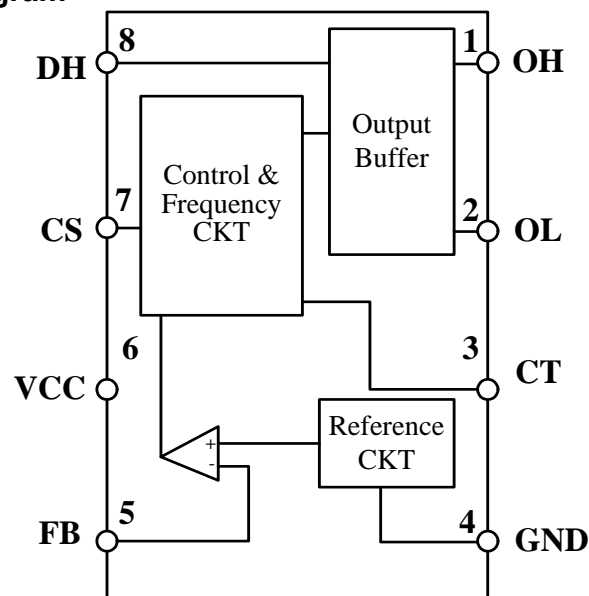 gram
8
1
DH
OH
Output
Buffer
Control &
Frequency
CKT
7
2
CS
OL
6
3
VCC
CT
Reference
CKT
+
-
5
4
FB
GND